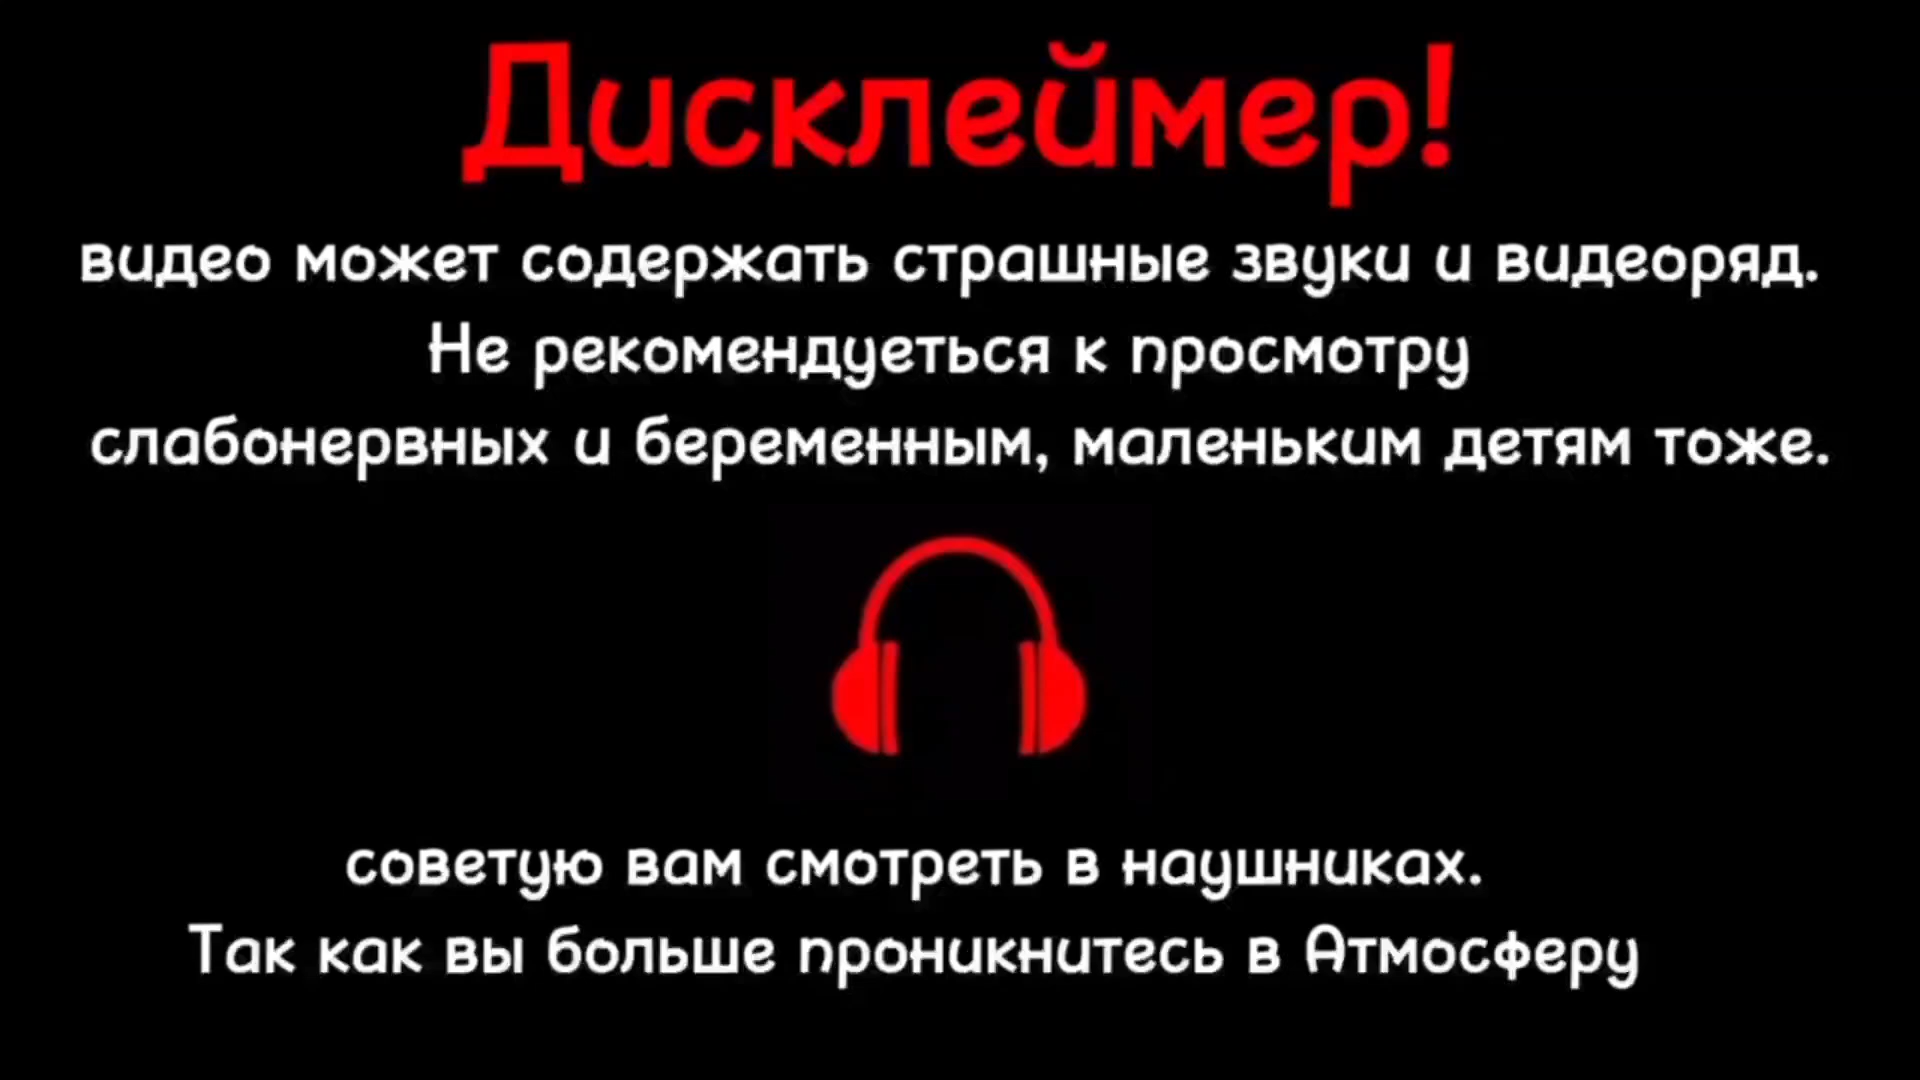 Дисклеймер!
видео может содержать страшные звуки и видеоряд.
Не рекомендуеться к просмотру
слабонервных и беременным, маленьким детям тоже.
советую вам смотреть в наушниках.
Так как вы больше проникнитесь в Атмосферу